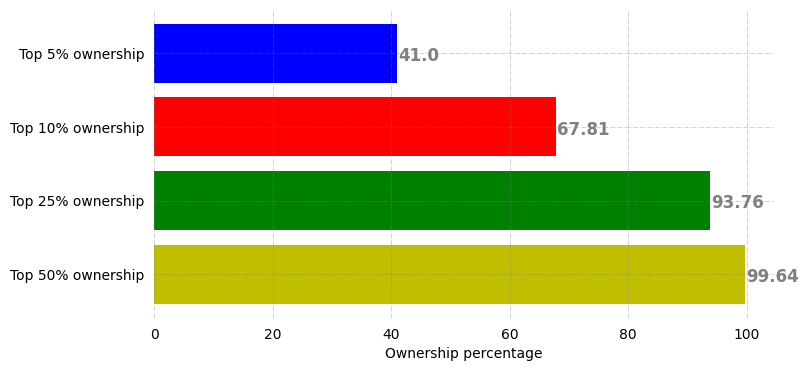 Top 5% ownership
41.0
Top 10% ownership
67.81
Top 25% ownership
93.76
Top 50% ownership
99.64
0 20 40 60 80 100
Ownership percentage